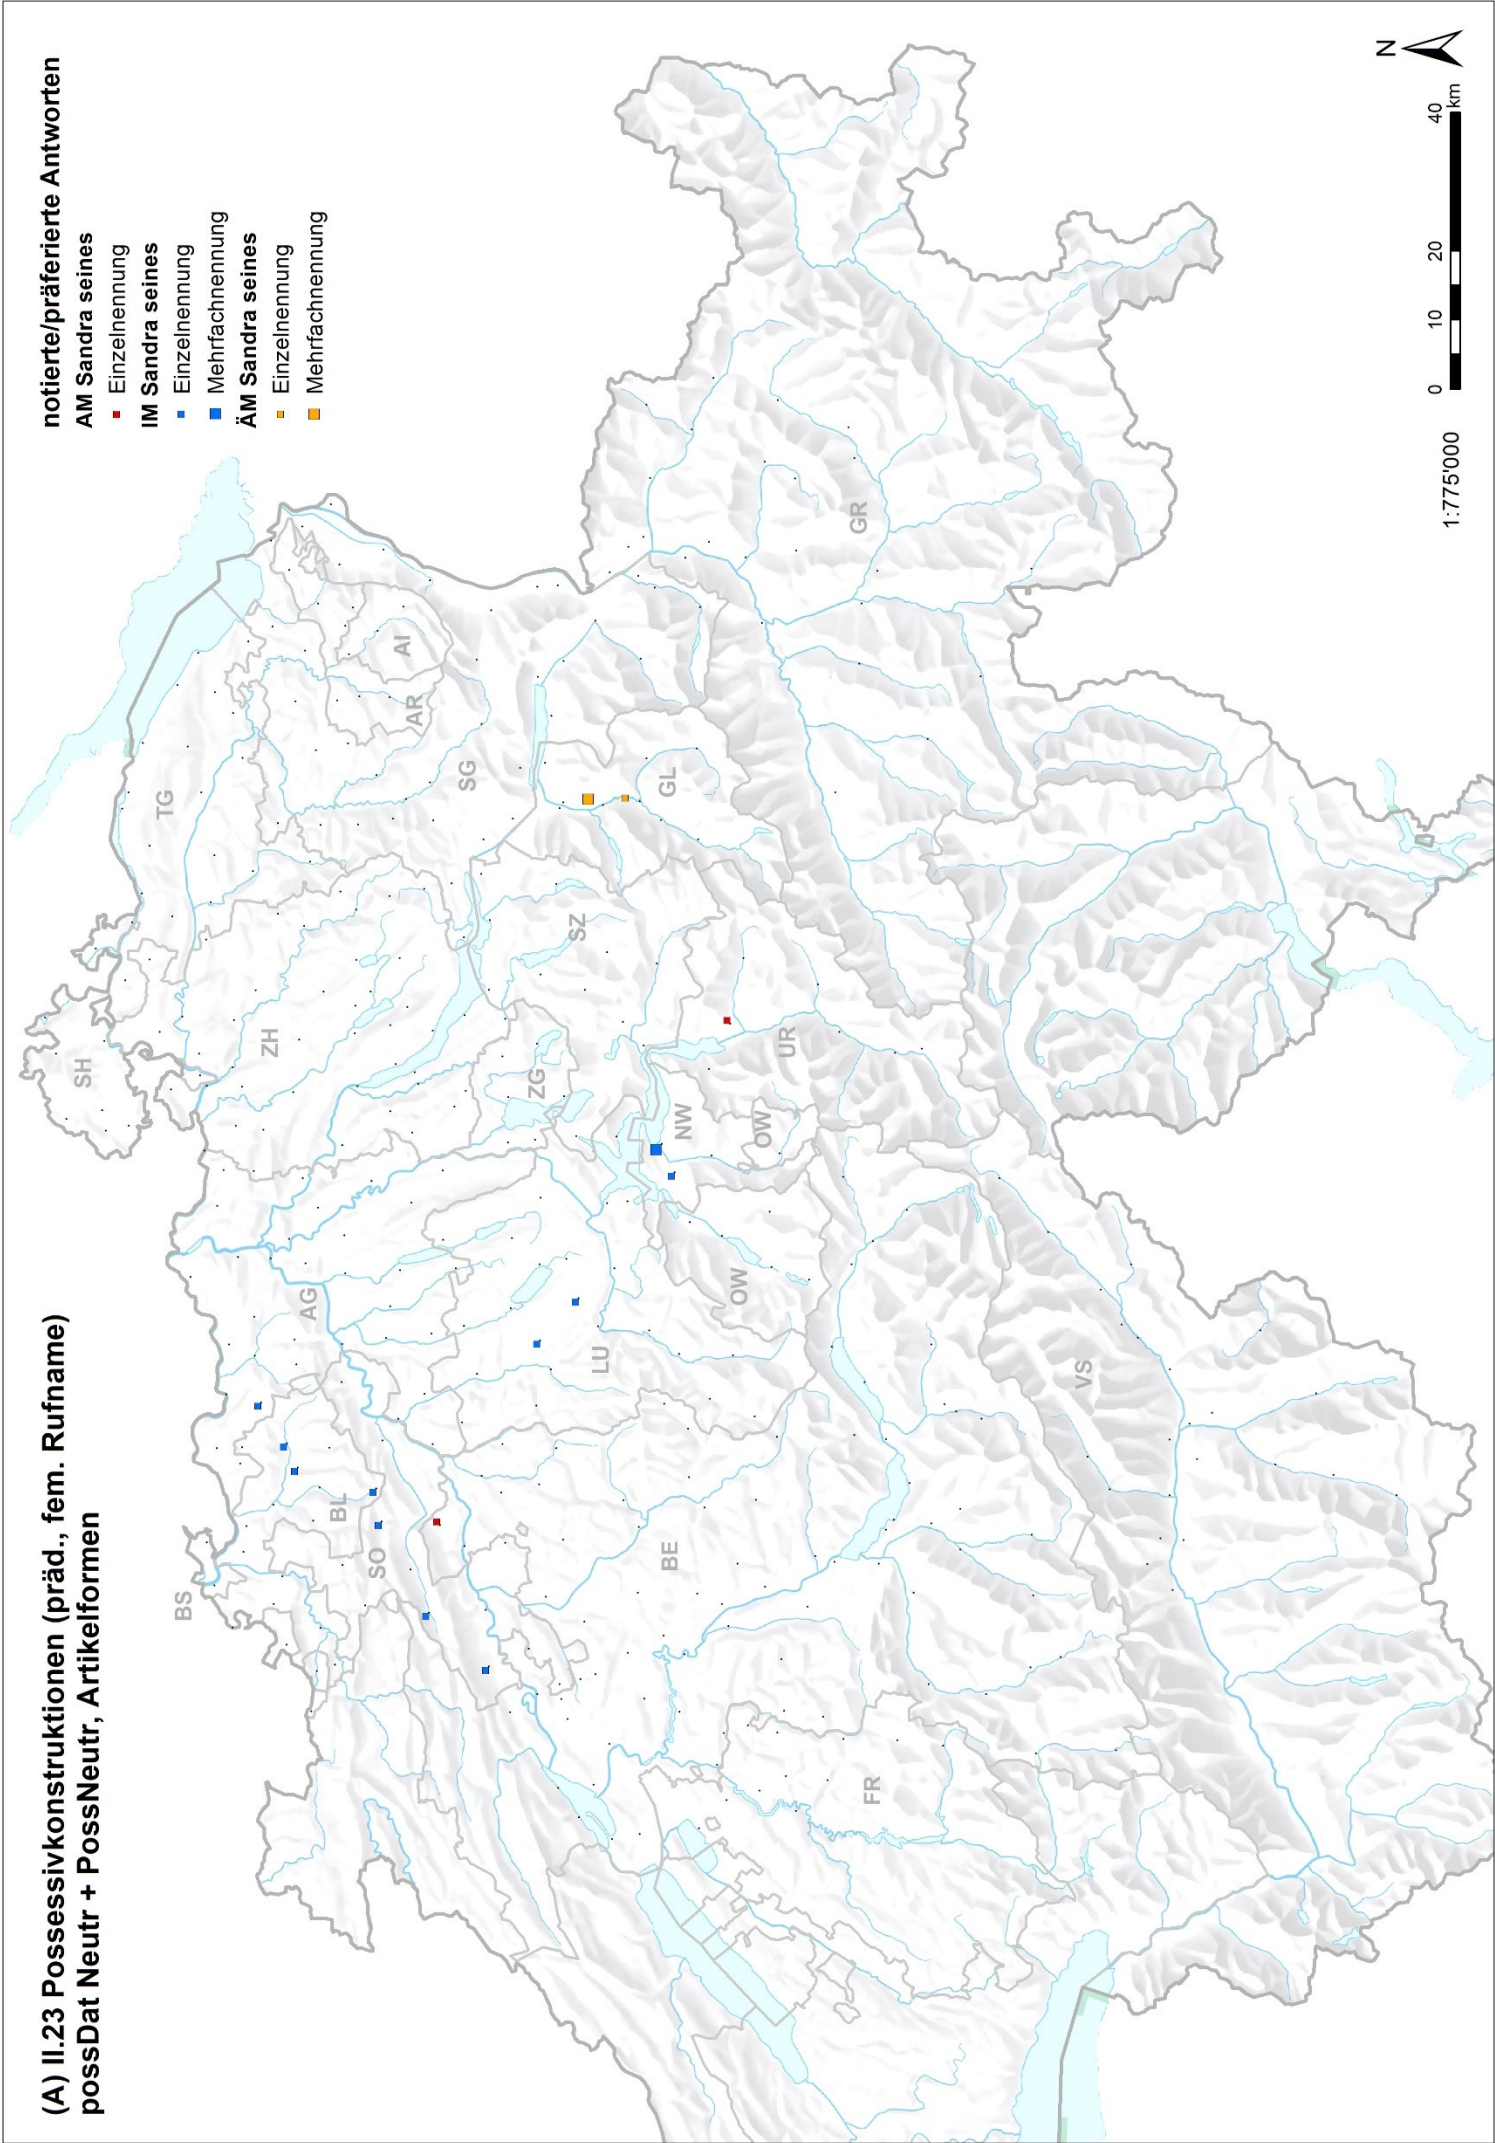 (A) II.23 Possessivkonstruktionen (präd., fem. Rufname)
possDat Neutr + PossNeutr, Artikelformen
notierte/präferierte Antworten
AM Sandra seines
Einzelnennung
IM Sandra seines
Einzelnennung
Mehrfachnennung
ÄM Sandra seines
Einzelnennung
Mehrfachnennung
BS
SH
TG
ZH
AG
BL
SO
AI
AR
SG
ZG
SZ
GL
LU
NW
OW
OW
UR
BE
GR
FR
VS
N
0 10 20 40
km
1:775'000